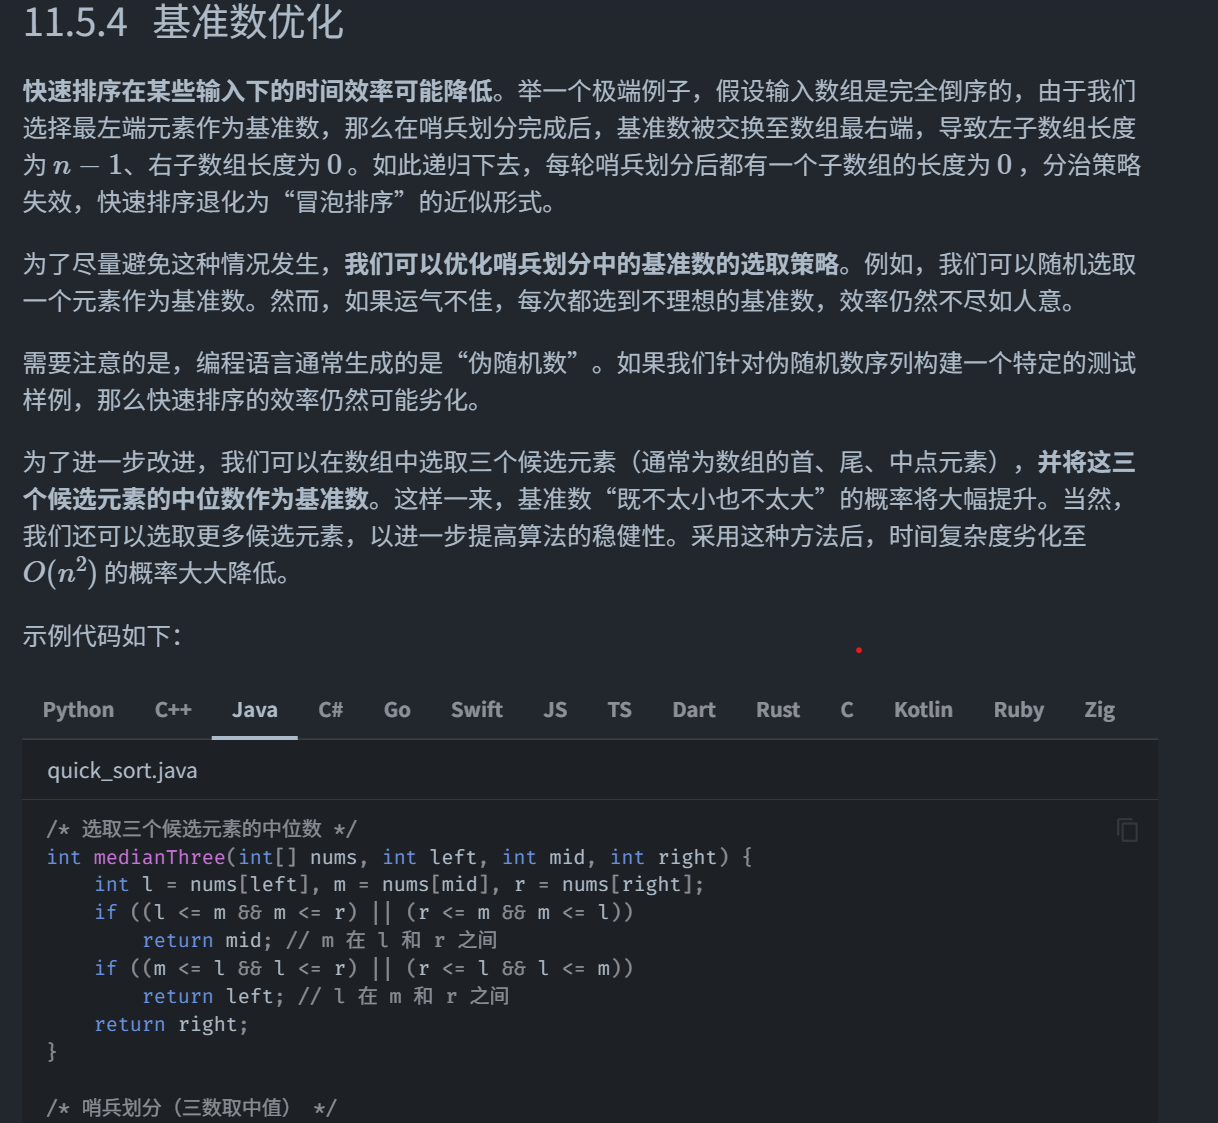 11.5.4 基准数优化
快速排序在某些输入下的时间效率可能降低。举一个极端例子，假设输入数组是完全倒序的，由于我们
选择最左端元素作为基准数，那么在哨兵划分完成后，基准数被交换至数组最右端，导致左子数组长度
为 n − 1、右子数组长度为 0 。如此递归下去，每轮哨兵划分后都有一个子数组的长度为 0 ，分治策略
失效，快速排序退化为“冒泡排序”的近似形式。
为了尽量避免这种情况发生，我们可以优化哨兵划分中的基准数的选取策略。例如，我们可以随机选取
一个元素作为基准数。然而，如果运气不佳，每次都选到不理想的基准数，效率仍然不尽如人意。
需要注意的是，编程语言通常生成的是“伪随机数”。如果我们针对伪随机数序列构建一个特定的测试
样例，那么快速排序的效率仍然可能劣化。
为了进一步改进，我们可以在数组中选取三个候选元素（通常为数组的首、尾、中点元素），并将这三
个候选元素的中位数作为基准数。这样一来，基准数“既不太小也不太大”的概率将大幅提升。当然，
我们还可以选取更多候选元素，以进一步提高算法的稳健性。采用这种方法后，时间复杂度劣化至
O(n²) 的概率大大降低。
示例代码如下：
Python C++ Java C# Go Swift JS TS Dart Rust C Kotlin Ruby Zig
quick_sort.java
/* 选取三个候选元素的中位数 */
int medianThree(int[] nums, int left, int mid, int right) {
    int l = nums[left], m = nums[mid], r = nums[right];
    if ((l <= m && m <= r) || (r <= m && m <= l))
        return mid; // m 在 l 和 r 之间
    if ((m <= l && l <= r) || (r <= l && l <= m))
        return left; // l 在 m 和 r 之间
    return right;
}
/* 哨兵划分（三数取中值） */